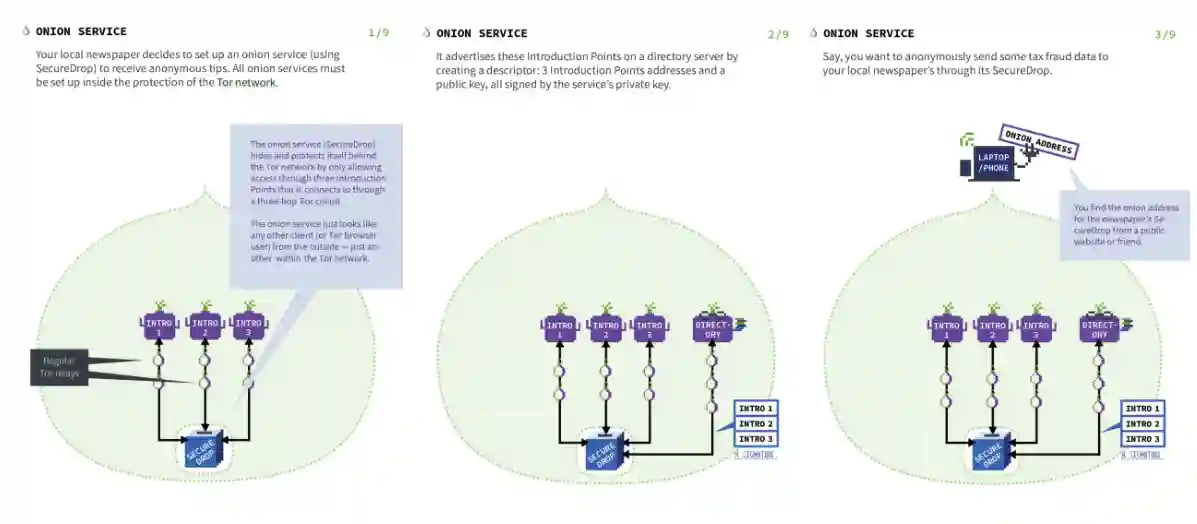 ONION SERVICE
1/9
Your local newspaper decides to set up an onion service (using
SecureDrop) to receive anonymous tips. All onion services must
be set up inside the protection of the Tor network.
The onion service (SecureDrop)
hides and protects itself behind
the Tor network by only allowing
access through three Introduction
Points that is connects to through
a three-hop Tor circuit.
The onion service just looks like
any other client (or Tor browser
user) from the outside — just an-
other within the Tor network.
INTRO
1
INTRO
2
INTRO
3
Regular
Tor relays
SECURE
DROP
ONION SERVICE
2/9
It advertises these Introduction Points on a directory server by
creating a descriptor: 3 Introduction Points addresses and a
public key, all signed by the service's private key.
INTRO
1
INTRO
2
INTRO
3
DIRECT-
ORY
INTRO 1
INTRO 2
INTRO 3
SECURE
DROP
ONION SERVICE
3/9
Say, you want to anonymously send some tax fraud data to
your local newspaper's through its SecureDrop.
ONION ADDRESS
LAPTOP
/PHONE
You find the onion address
for the newspaper's Se
cureDrop from a public
website or friend.
INTRO
1
INTRO
2
INTRO
3
DIRECT-
ORY
INTRO 1
INTRO 2
INTRO 3
SECURE
DROP